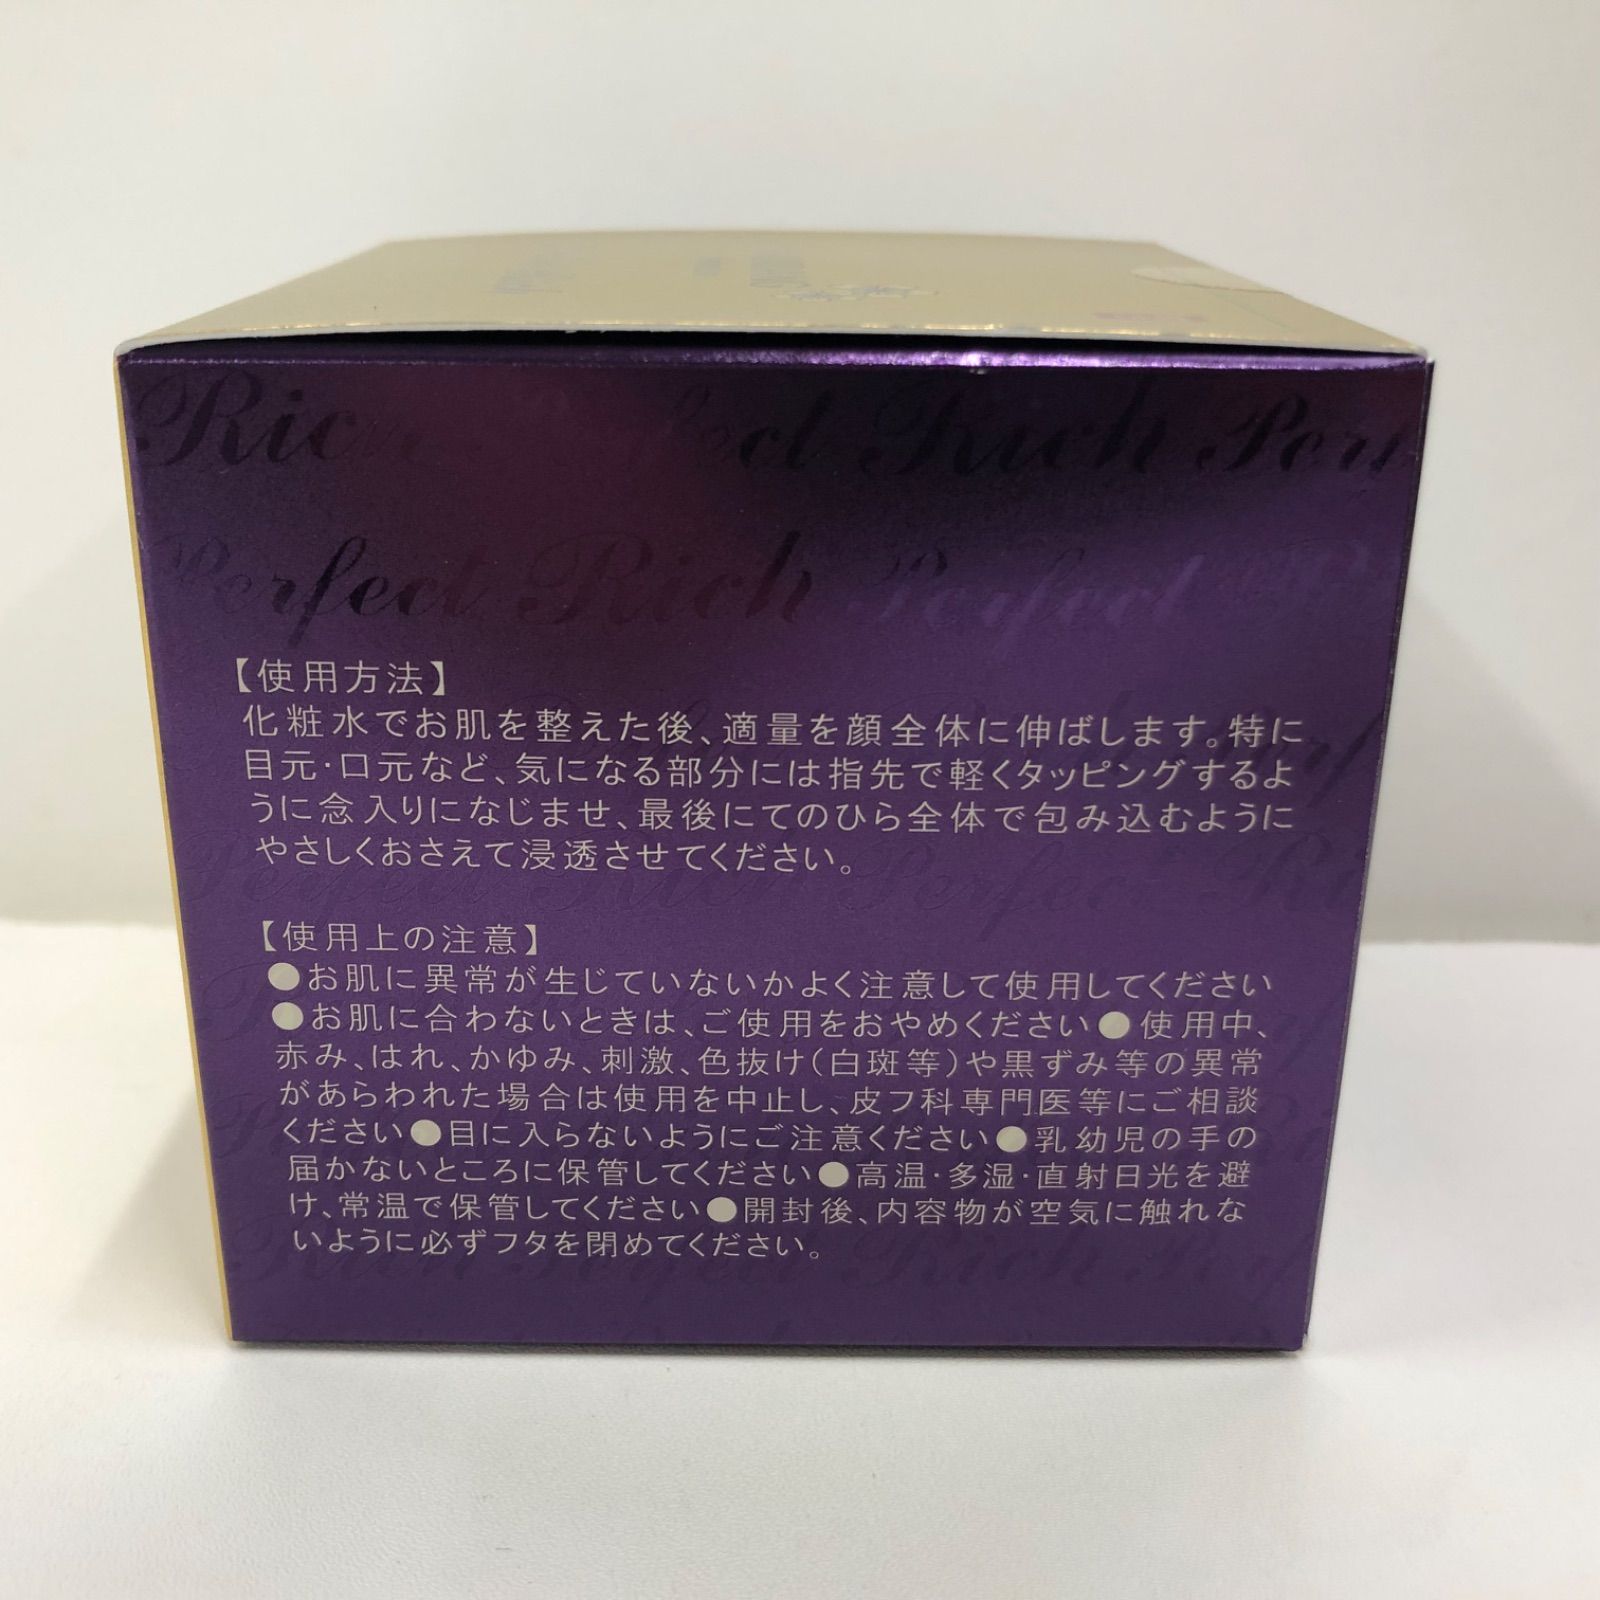 Rich Perfect Rich Perf
Perfect Rich Perfect
【使用方法】
化粧水でお肌を整えた後、適量を顔全体に伸ばします。特に
目元・口元など、気になる部分には指先で軽くタッピングするよ
うに念入りになじませ、最後にてのひら全体で包み込むように
やさしくおさえて浸透させてください。
【使用上の注意】
●お肌に異常が生じていないかよく注意して使用してください
●お肌に合わないときは、ご使用をおやめください●使用中、
赤み、はれ、かゆみ、刺激、色抜け(白斑等)や黒ずみ等の異常
があらわれた場合は使用を中止し、皮フ科専門医等にご相談
ください●目に入らないようにご注意ください●乳幼児の手の
届かないところに保管してください●高温・多湿・直射日光を避
け、常温で保管してください●開封後、内容物が空気に触れな
いように必ずフタを閉めてください。